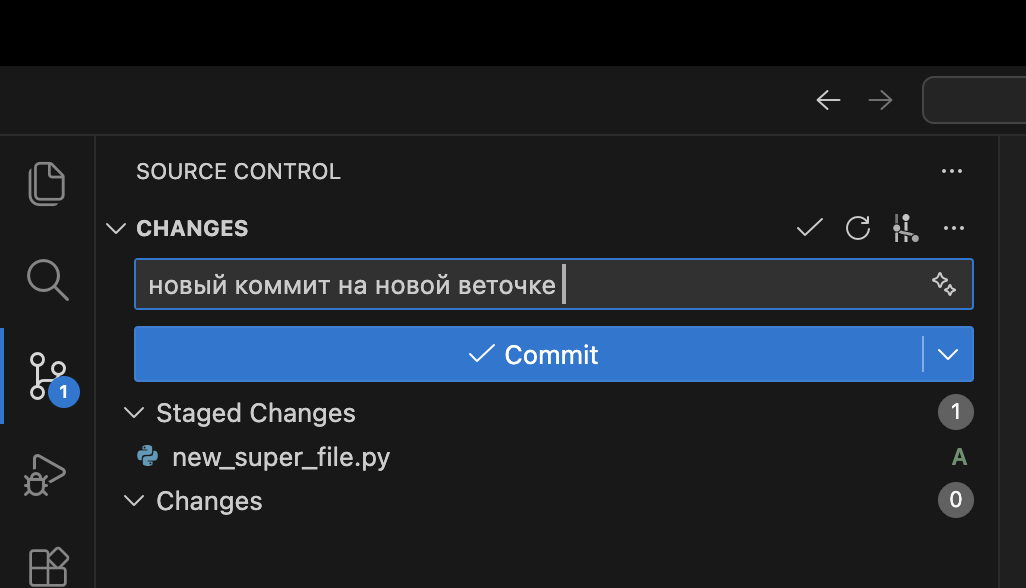 SOURCE CONTROL
CHANGES
новый коммит на новой веточке
Commit
1
Staged Changes 1
new_super_file.py A
Changes 0